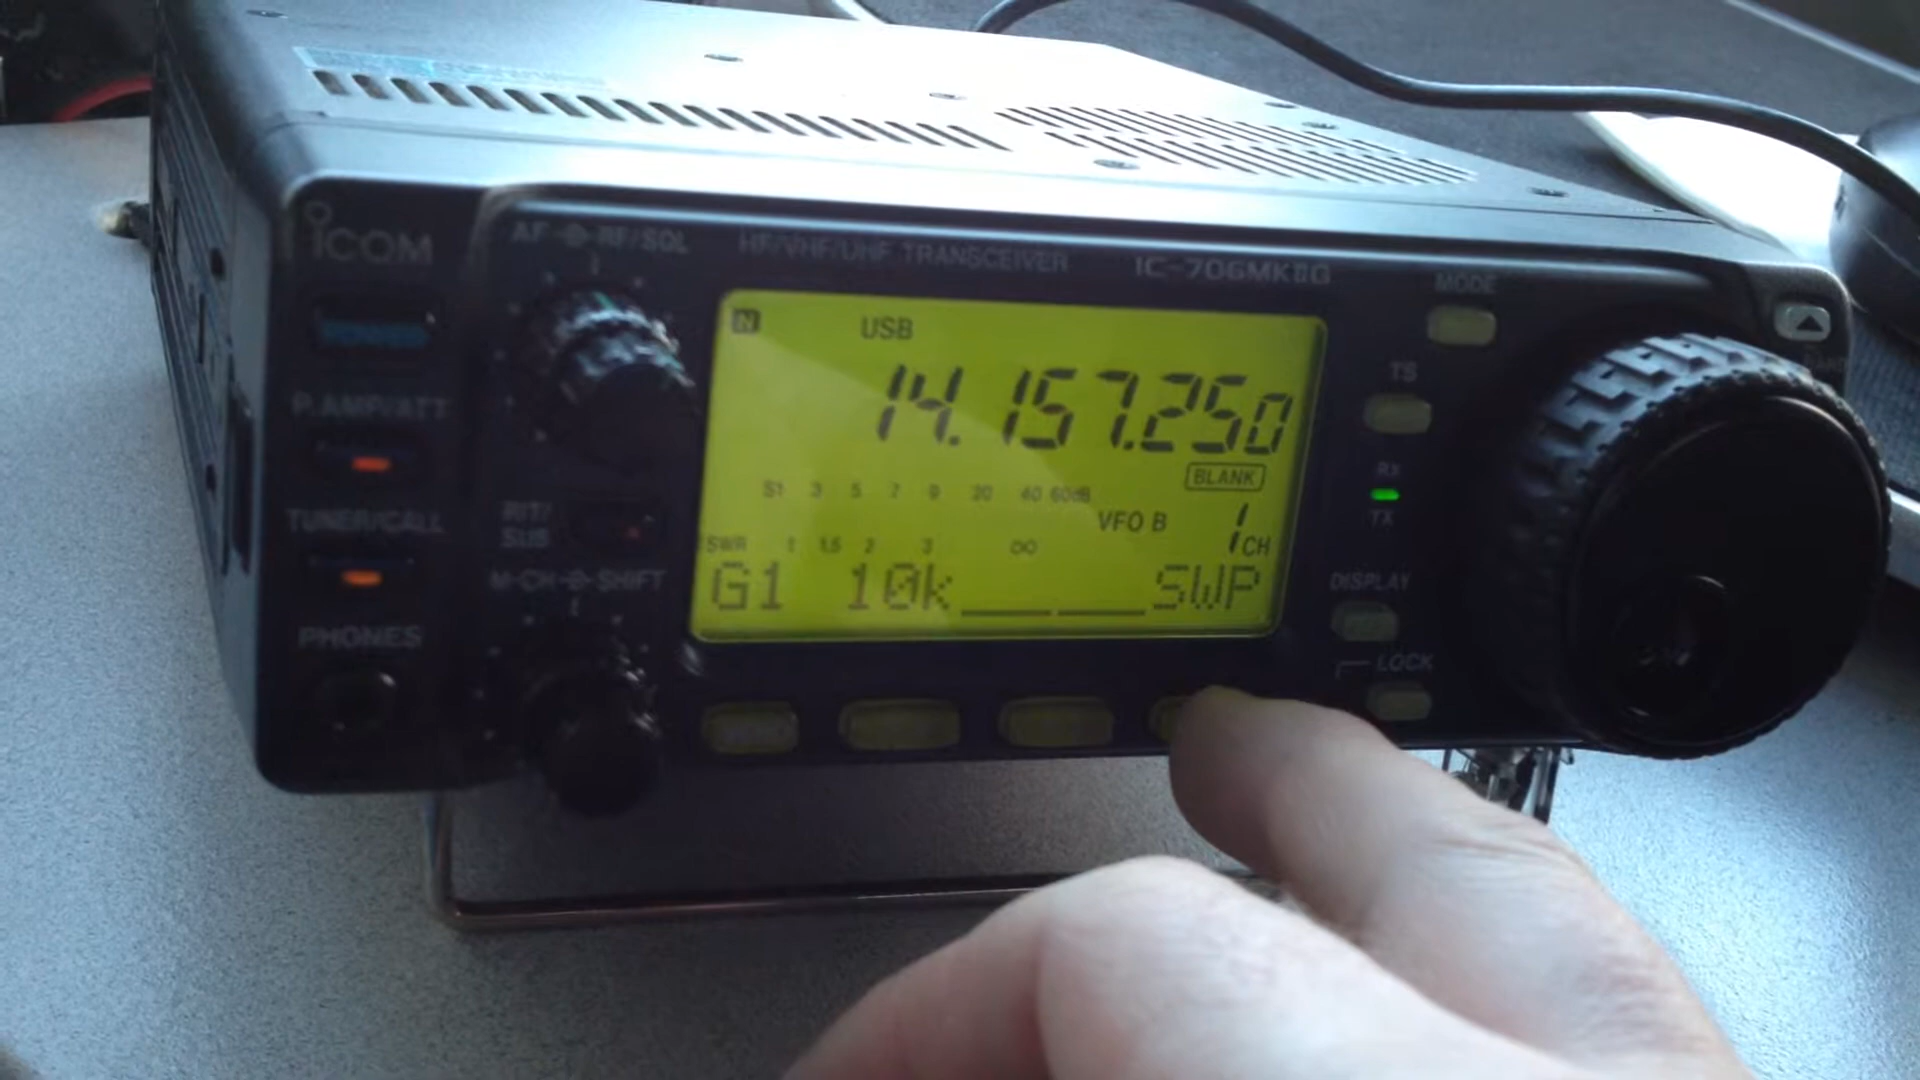 ICOM
AF RF/SQL
HF/VHF/UHF TRANSCEIVER
IC-706MKIIG
MODE
POWER
N
USB
14.157.250
TS
P.AMP/ATT
BLANK
S1 3 5 7 9 20 40 60dB
RX
TX
VFO B
1 CH
TUNER/CALL
RIT/
SUB
SWR 1 1.5 2 3 ∞
M-CH SHIFT
G1 10k SWP
DISPLAY
PHONES
LOCK